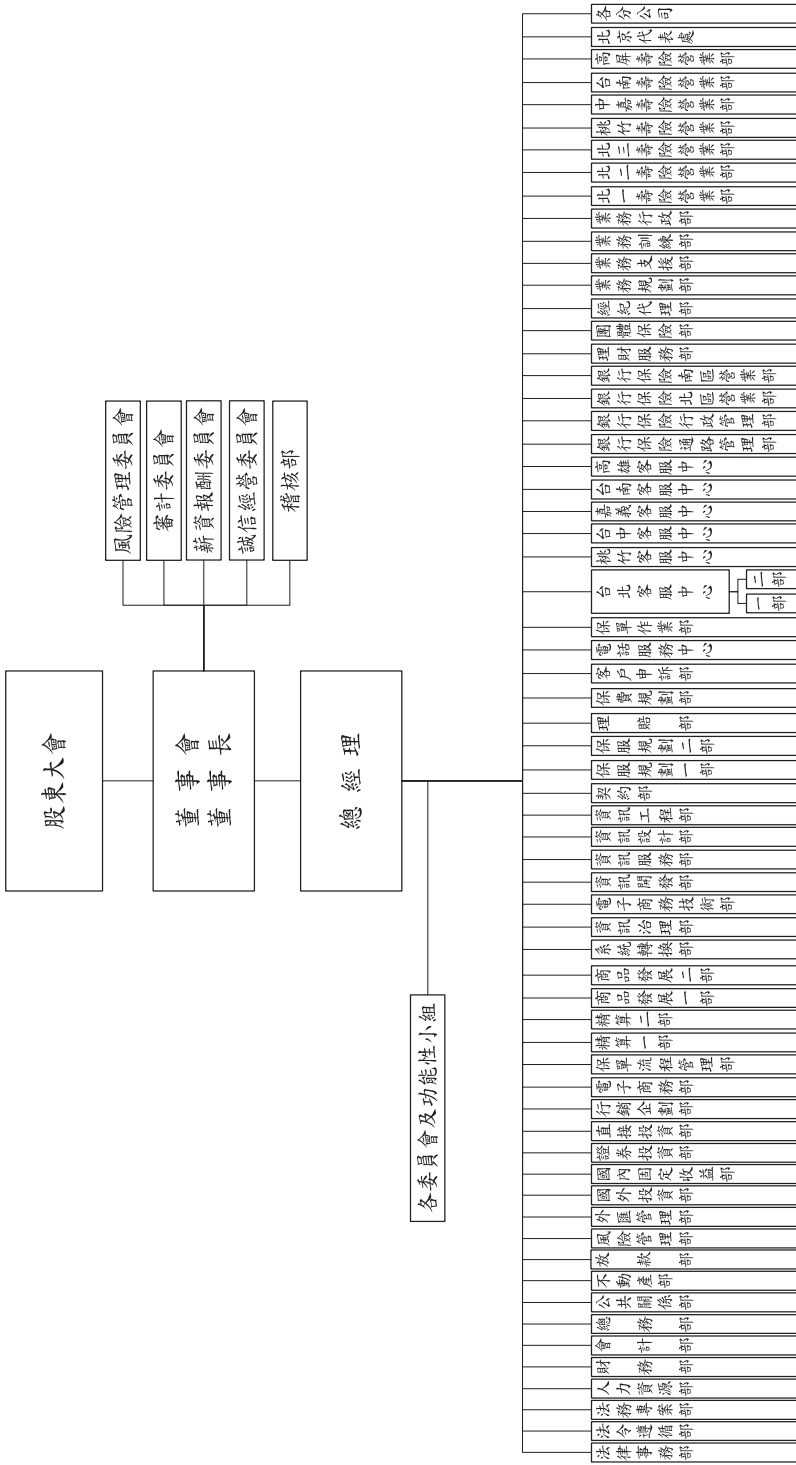 股東大會
董事會
董事長
總經理
風險管理委員會
審計委員會
薪資報酬委員會
誠信經營委員會
稽核部
各委員會及功能性小組
法律事務部
法令遵循部
法務專案部
人力資源部
財務部
會計部
總務部
公共關係部
不動產部
放款部
風險管理部
外匯管理部
國外投資部
國內固定收益部
證券投資部
直接投資部
行銷企劃部
電子商務部
保單流程管理部
精算一部
精算二部
商品發展一部
商品發展二部
系統轉換部
資訊治理部
電子商務技術部
資訊開發部
資訊服務部
資訊設計部
資訊工程部
契約部
保服規劃一部
保服規劃二部
理賠部
保費規劃部
客戶申訴部
電話服務中心
保單作業部
台北客服中心
一部
二部
桃竹客服中心
台中客服中心
嘉義客服中心
台南客服中心
高雄客服中心
銀行保險通路管理部
銀行保險行政管理部
銀行保險北區營業部
銀行保險南區營業部
理財服務部
團體保險部
經紀代理部
業務規劃部
業務支援部
業務訓練部
業務行政部
北一壽險營業部
北二壽險營業部
北三壽險營業部
桃竹壽險營業部
中嘉壽險營業部
台南壽險營業部
高屏壽險營業部
北京代表處
各分公司